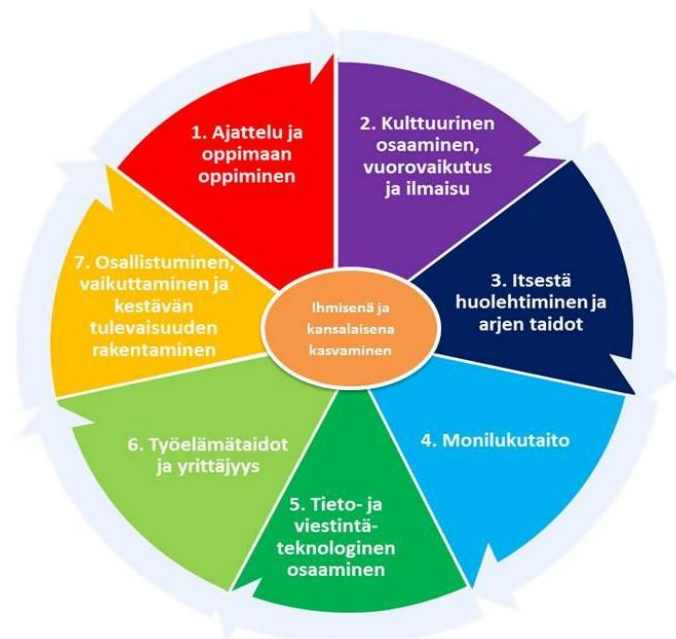 1. Ajattelu ja
oppimaan
oppiminen
2. Kulttuurinen
osaaminen,
vuorovaikutus
ja ilmaisu
3. Itsestä
huolehtiminen ja
arjen taidot
4. Monilukutaito
5. Tieto- ja
viestintä-
teknologinen
osaaminen
6. Työelämätaidot
ja yrittäjyys
7. Osallistuminen,
vaikuttaminen ja
kestävän
tulevaisuuden
rakentaminen
Ihmisenä ja
kansalaisena
kasvaminen